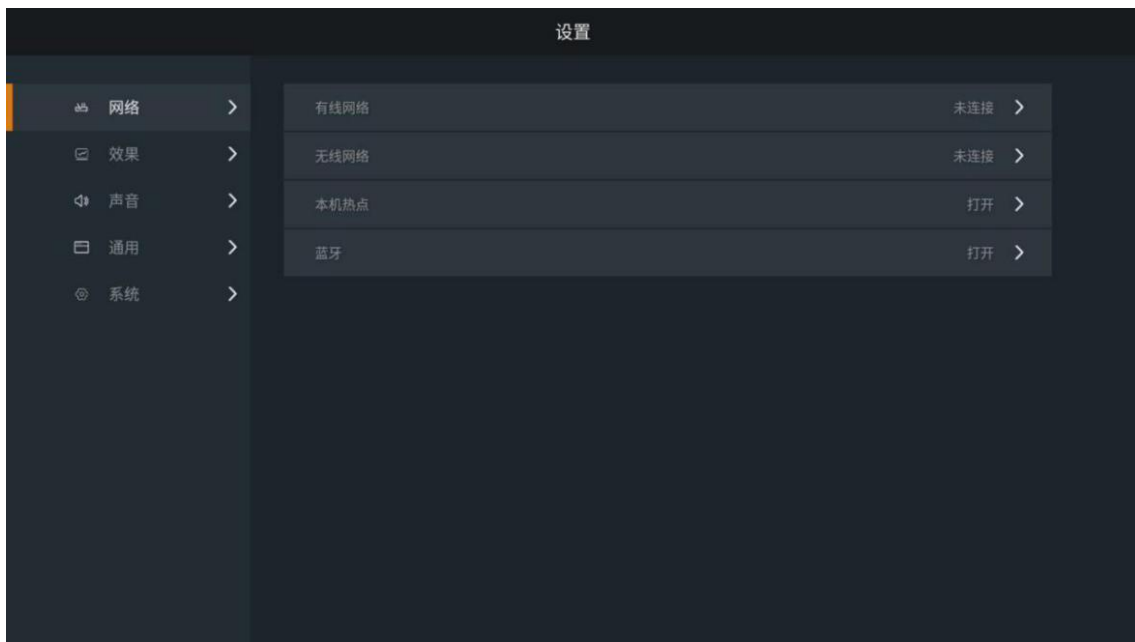 设置
网络
效果
声音
通用
系统
有线网络 未连接
无线网络 未连接
本机热点 打开
蓝牙 打开